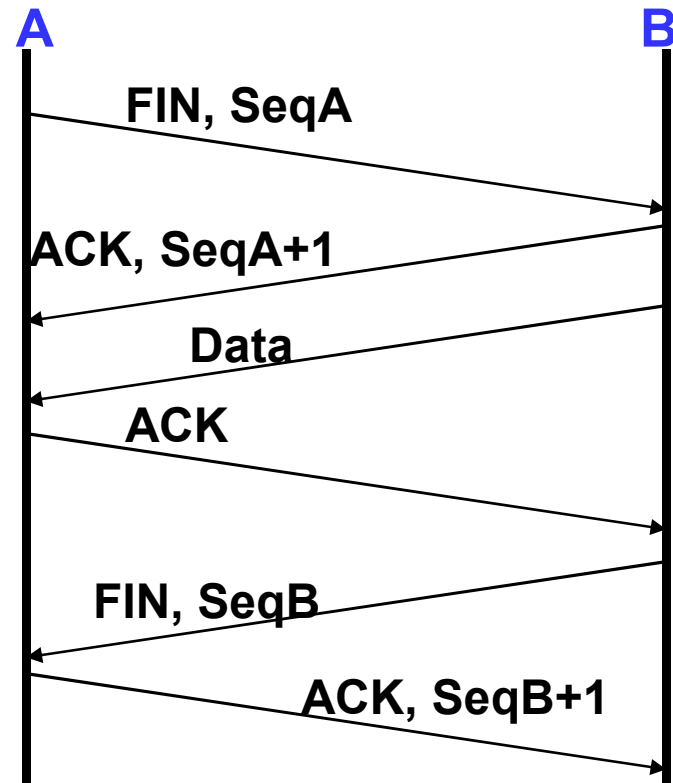 A B
FIN, SeqA
ACK, SeqA+1
Data
ACK
FIN, SeqB
ACK, SeqB+1